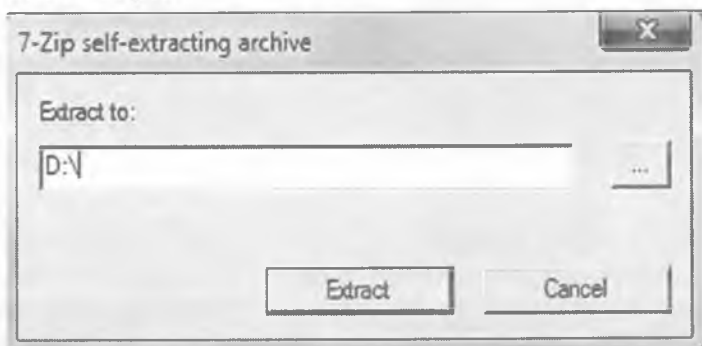 7-Zip self-extracting archive
Extract to:
D:\
...
Extract
Cancel